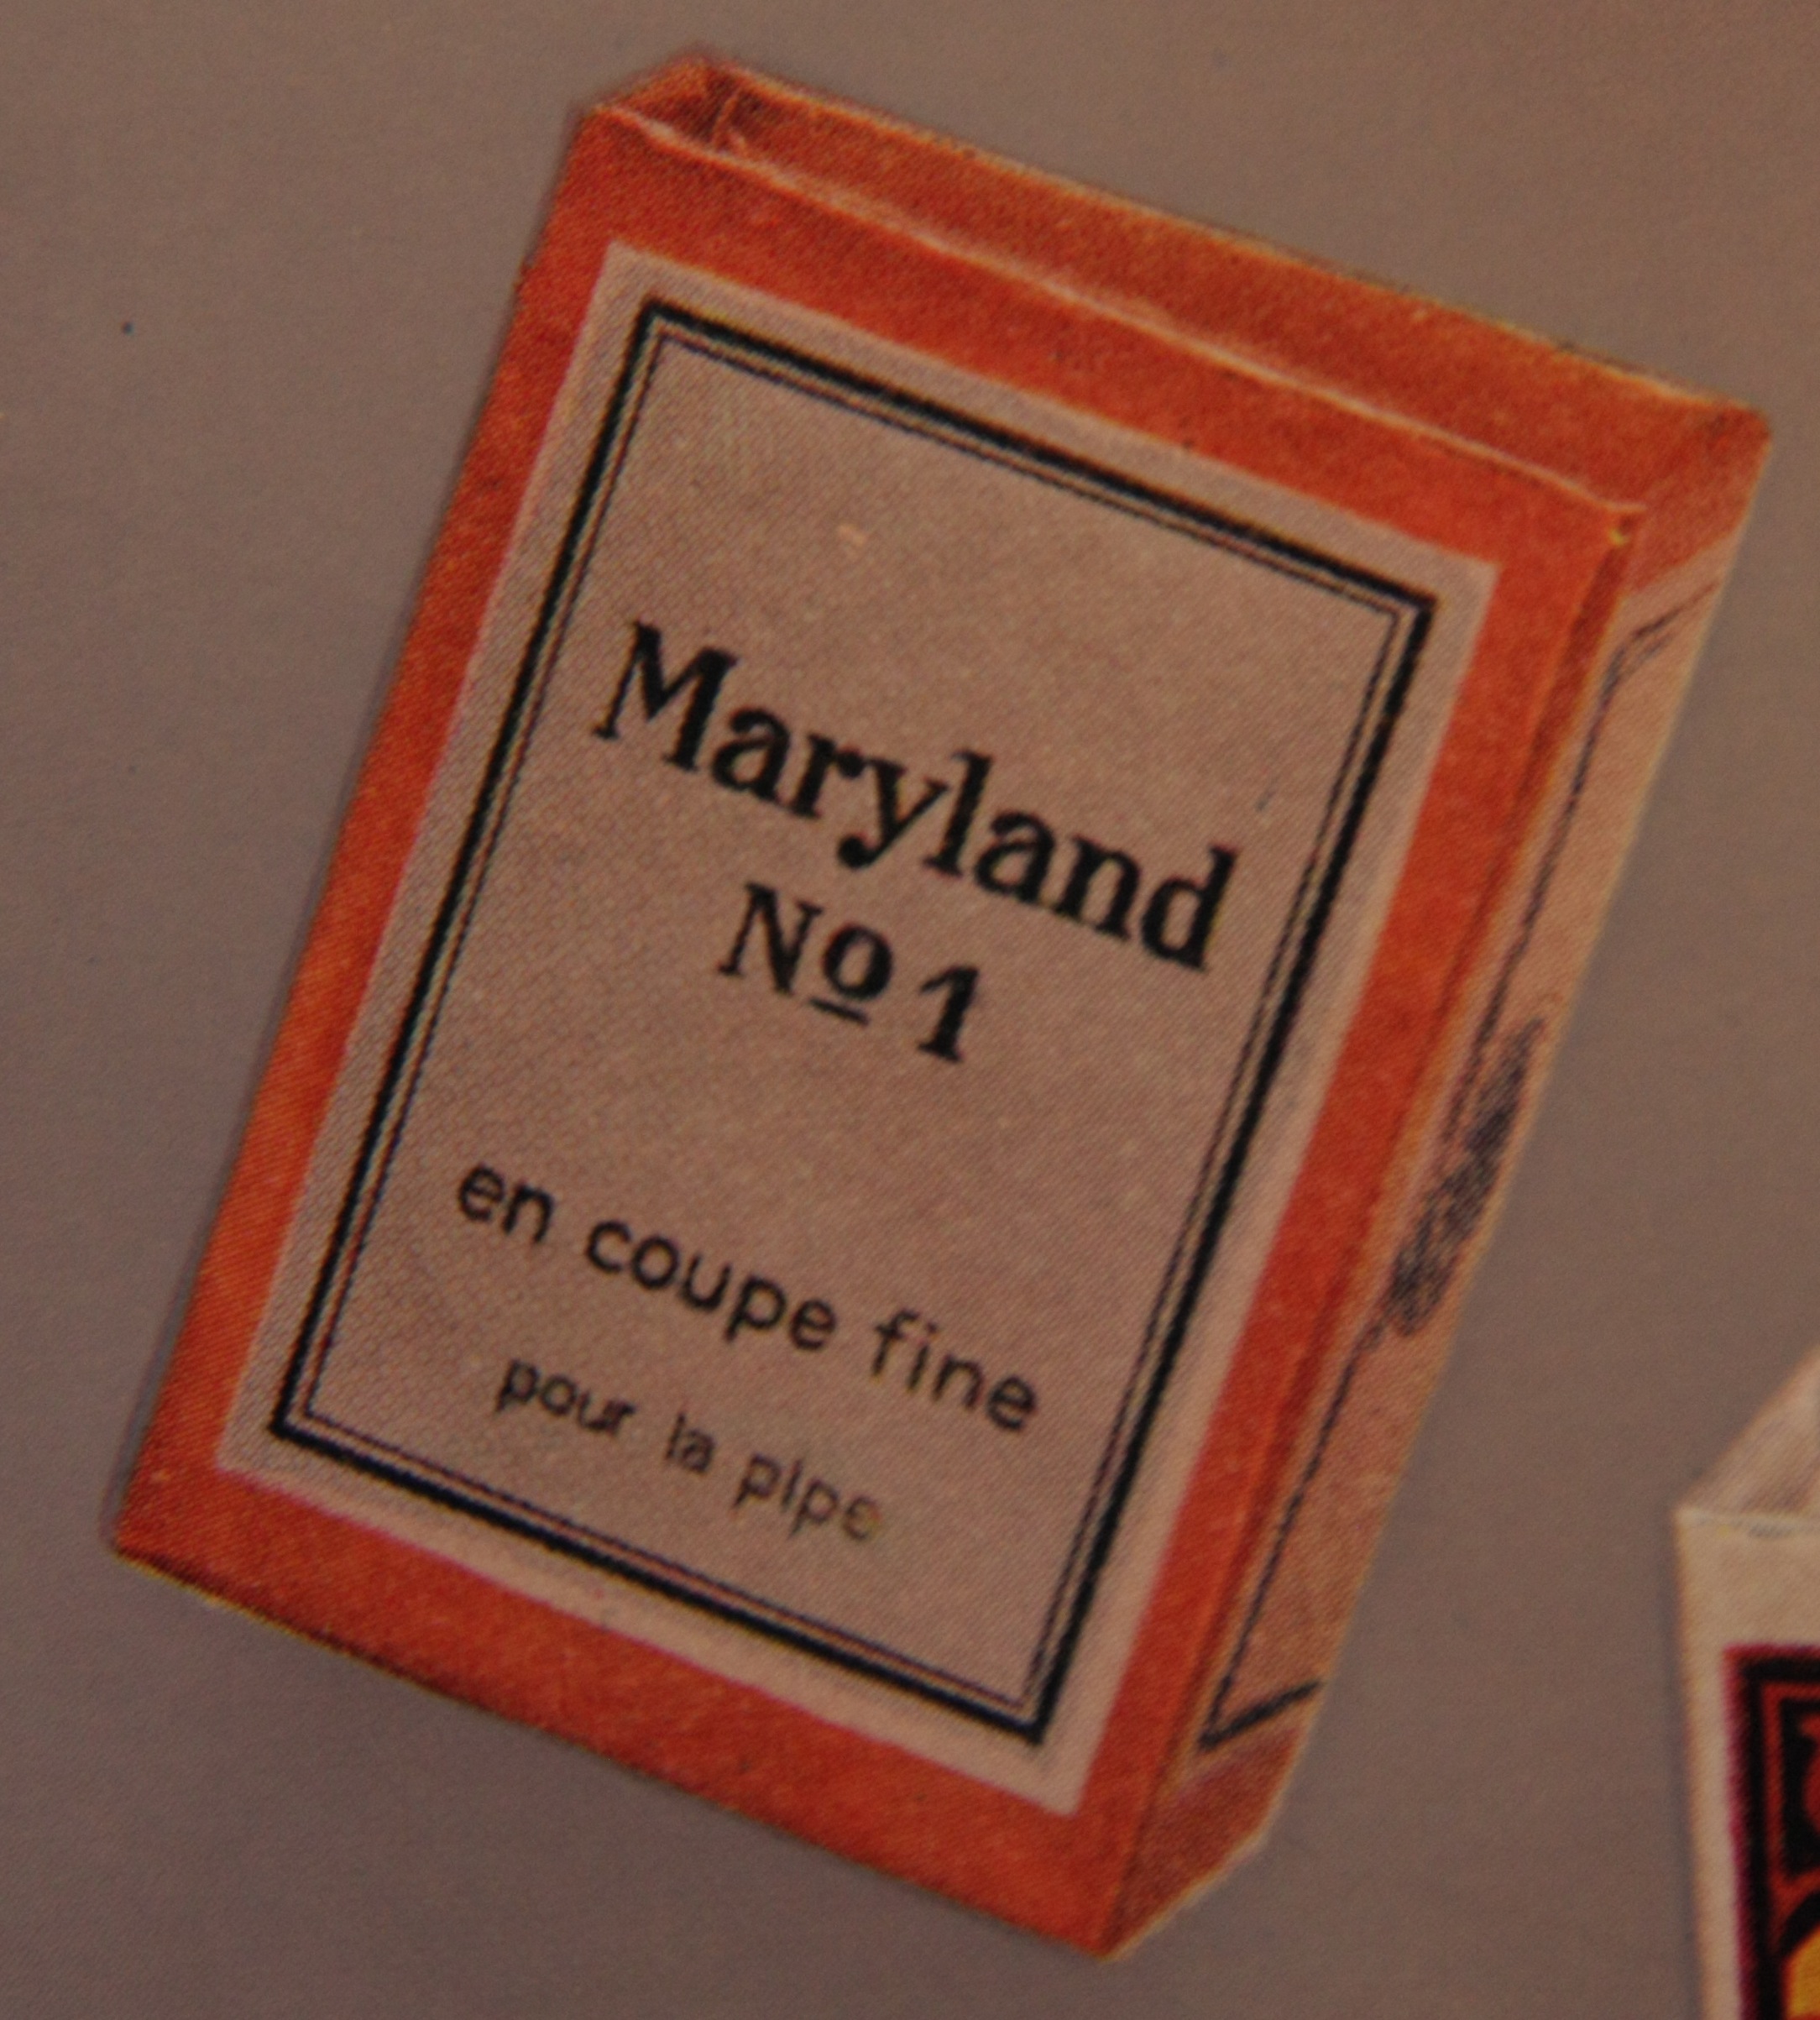 Maryland
No 1
en coupe fine
pour la pipe